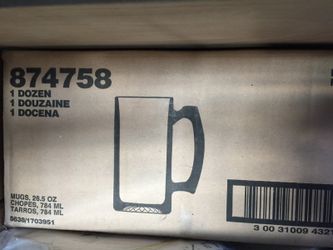 874758
1 DOZEN
1 DOUZAINE
1 DOCENA
MUGS, 26.5 OZ
CHOPES, 784 ML
TARROS, 784 ML
5639/1703951
3 00 31009 432